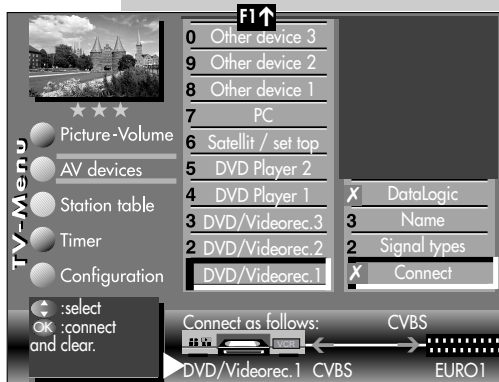 F1↑
0 Other device 3
9 Other device 2
8 Other device 1
7 PC
6 Satellit / set top
5 DVD Player 2
4 DVD Player 1
3 DVD/Videorec.3
2 DVD/Videorec.2
DVD/Videorec.1
TV-Menu
Picture-Volume
AV devices
Station table
Timer
Configuration
✗ DataLogic
3 Name
2 Signal types
✗ Connect
:select
OK :connect
and clear.
Connect as follows: CVBS
VCR
DVD/Videorec.1 CVBS EURO1